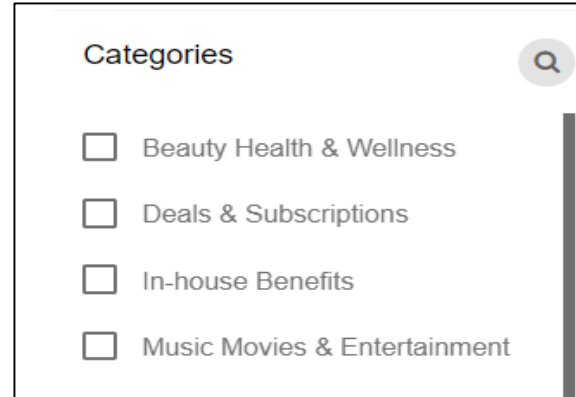 Categories
Beauty Health & Wellness
Deals & Subscriptions
In-house Benefits
Music Movies & Entertainment